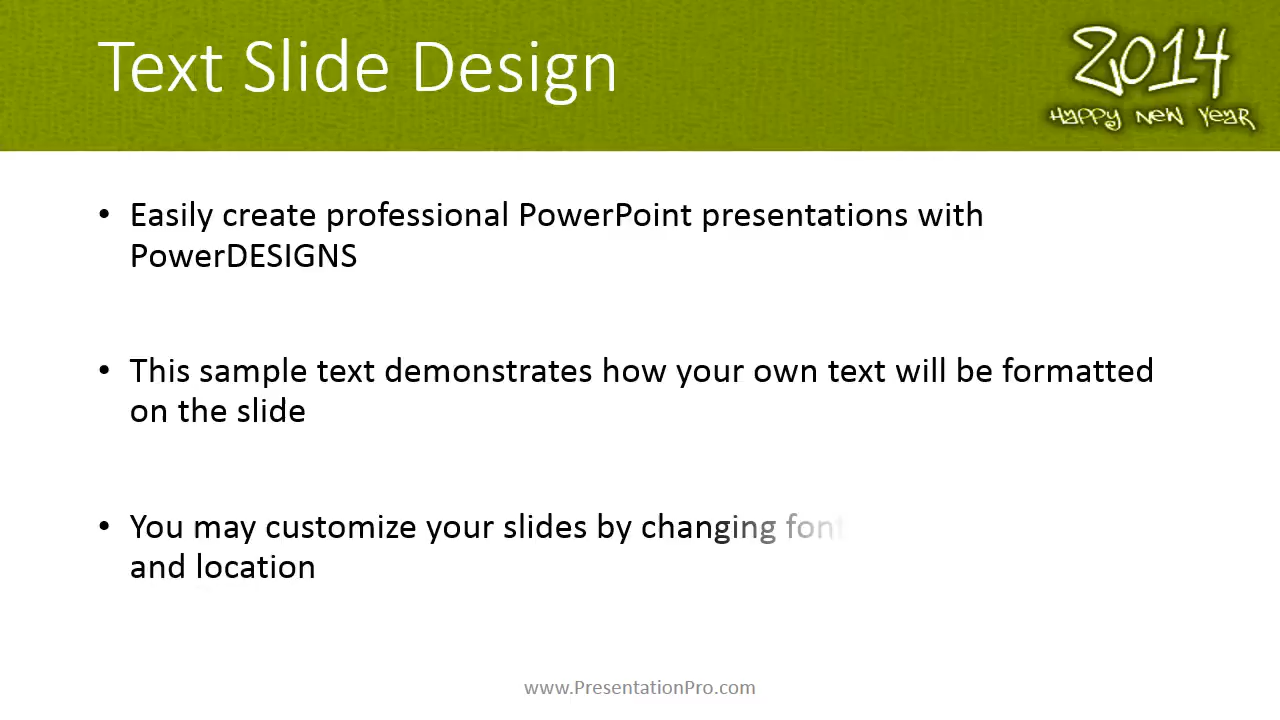 Text Slide Design
2014
Happy New Year
• Easily create professional PowerPoint presentations with
PowerDESIGNS
• This sample text demonstrates how your own text will be formatted
on the slide
• You may customize your slides by changing font
and location
www.PresentationPro.com